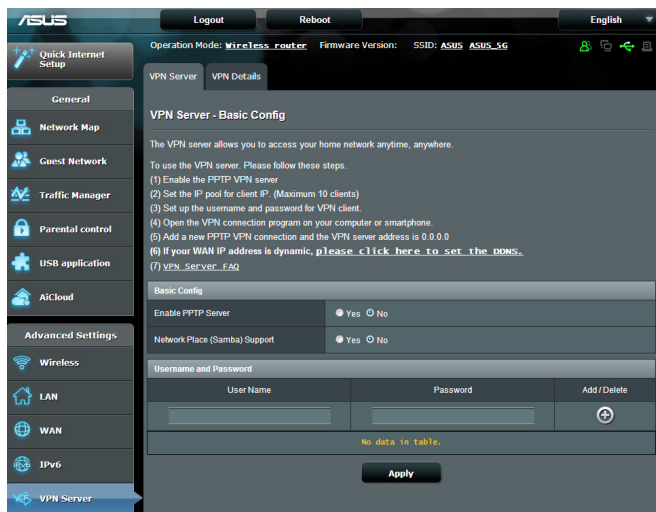 ASUS
Logout
Reboot
English
Quick Internet
Setup
Operation Mode: Wireless router Firmware Version: SSID: ASUS ASUS_5G
VPN Server
VPN Details
General
Network Map
Guest Network
Traffic Manager
Parental control
USB application
AiCloud
Advanced Settings
Wireless
LAN
WAN
IPv6
VPN Server
VPN Server - Basic Config
The VPN server allows you to access your home network anytime, anywhere.
To use the VPN server. Please follow these steps.
(1) Enable the PPTP VPN server
(2) Set the IP pool for client IP. (Maximum 10 clients)
(3) Set up the username and password for VPN client.
(4) Open the VPN connection program on your computer or smartphone.
(5) Add a new PPTP VPN connection and the VPN server address is 0.0.0.0
(6) If your WAN IP address is dynamic, please click here to set the DDNS.
(7) VPN Server FAQ
Basic Config
Enable PPTP Server Yes No
Network Place (Samba) Support Yes No
Username and Password
User Name Password Add / Delete
No data in table.
Apply